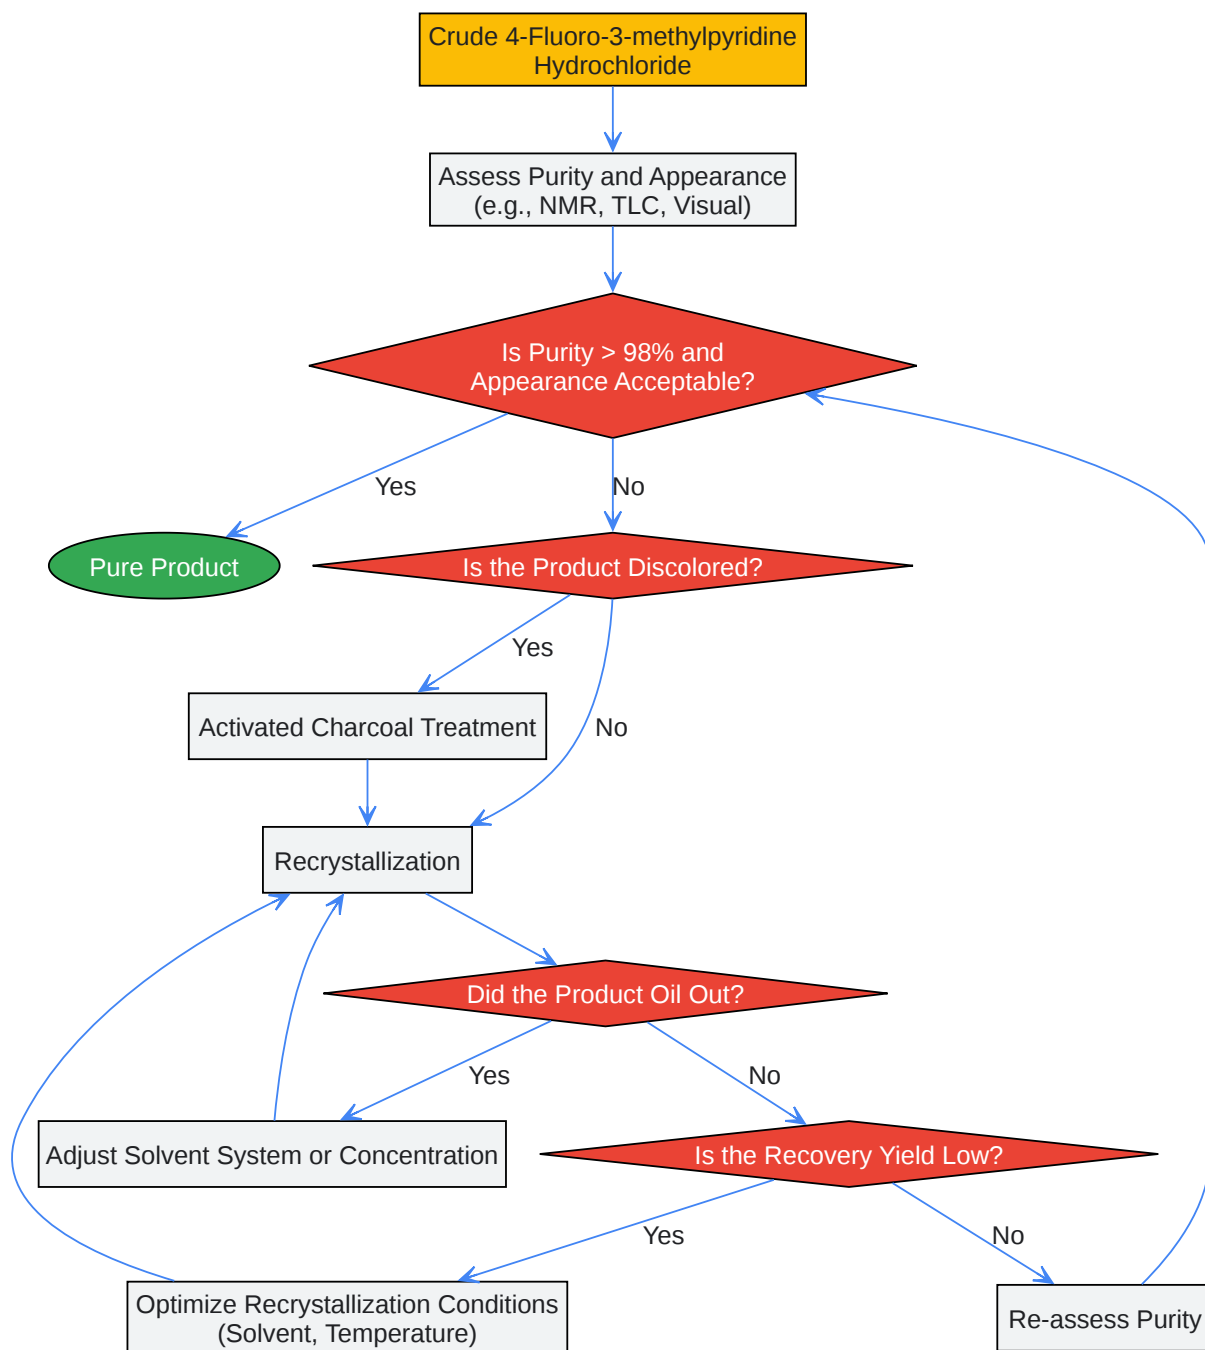 Crude 4-Fluoro-3-methylpyridine
Hydrochloride
Assess Purity and Appearance
(e.g., NMR, TLC, Visual)
Is Purity > 98% and
Appearance Acceptable?
Yes
No
Pure Product
Is the Product Discolored?
Yes
Activated Charcoal Treatment
No
Recrystallization
Did the Product Oil Out?
Yes
No
Adjust Solvent System or Concentration
Is the Recovery Yield Low?
Yes
No
Optimize Recrystallization Conditions
(Solvent, Temperature)
Re-assess Purity